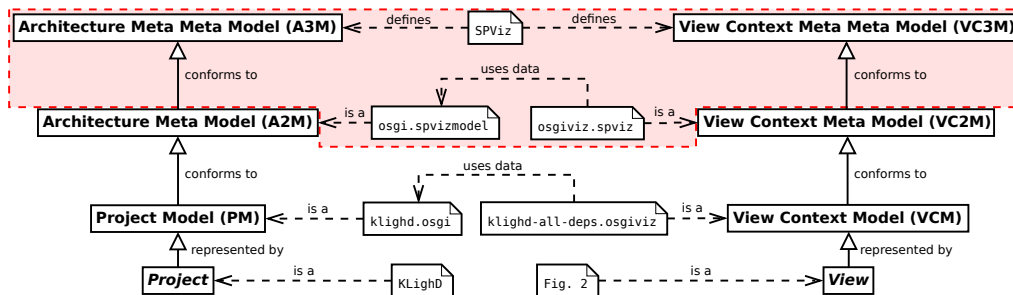 Architecture Meta Meta Model (A3M)
defines
SPViz
defines
View Context Meta Meta Model (VC3M)
conforms to
uses data
conforms to
Architecture Meta Model (A2M)
is a
osgi.spvizmodel
osgiviz.spviz
is a
View Context Meta Model (VC2M)
conforms to
uses data
conforms to
Project Model (PM)
is a
klighd.osgi
klighd-all-deps.osgiviz
is a
View Context Model (VCM)
represented by
represented by
Project
is a
KLighD
Fig. 2
is a
View